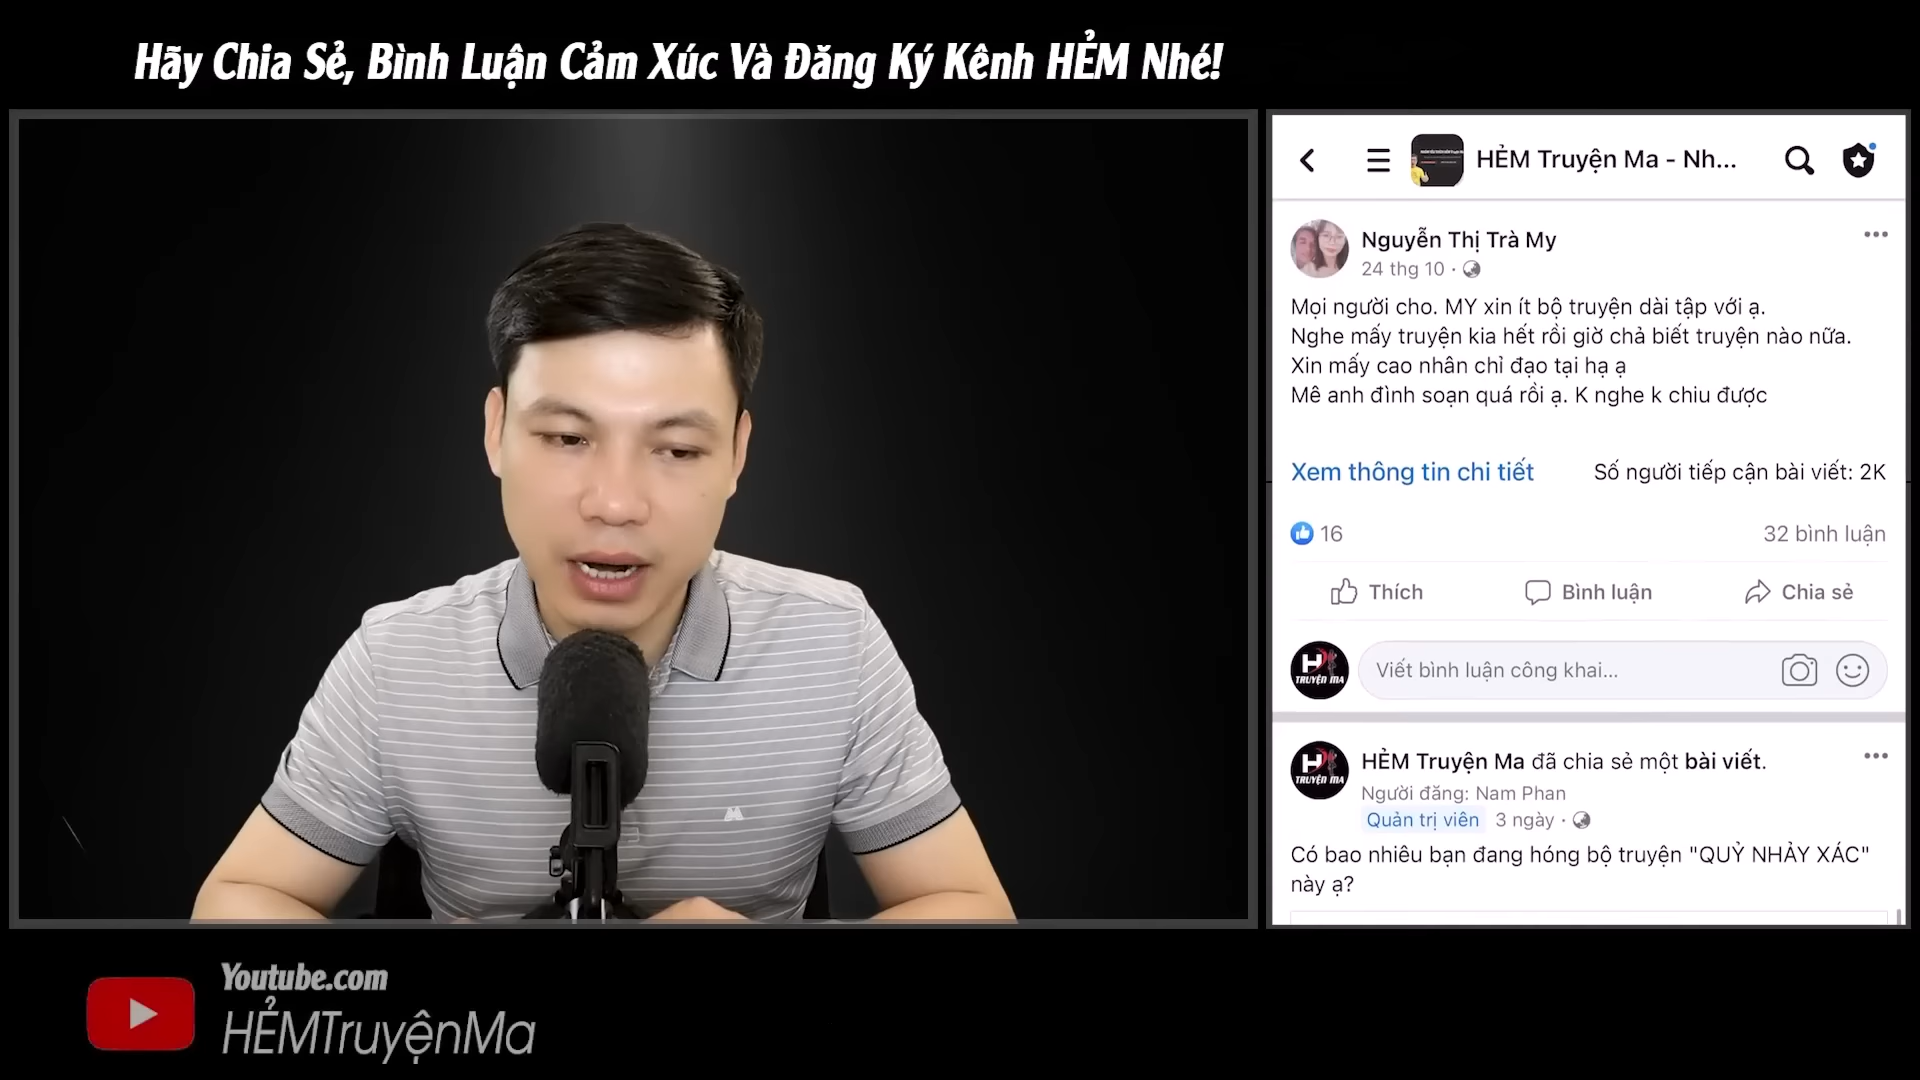 Hãy Chia Sẻ, Bình Luận Cảm Xúc Và Đăng Ký Kênh HẺM Nhé!
HẺM Truyện Ma - Nh...
Nguyễn Thị Trà My
24 thg 10 ·
Mọi người cho. MY xin ít bộ truyện dài tập với ạ.
Nghe mấy truyện kia hết rồi giờ chả biết truyện nào nữa.
Xin mấy cao nhân chỉ đạo tại hạ ạ
Mê anh đình soạn quá rồi ạ. K nghe k chiu được
Xem thông tin chi tiết Số người tiếp cận bài viết: 2K
16 32 bình luận
Thích Bình luận Chia sẻ
H TRUYỆN MA
Viết bình luận công khai...
H TRUYỆN MA
HẺM Truyện Ma đã chia sẻ một bài viết.
Người đăng: Nam Phan
Quản trị viên 3 ngày ·
Có bao nhiêu bạn đang hóng bộ truyện "QUỶ NHẢY XÁC"
này ạ?
Youtube.com
HẺMTruyệnMa